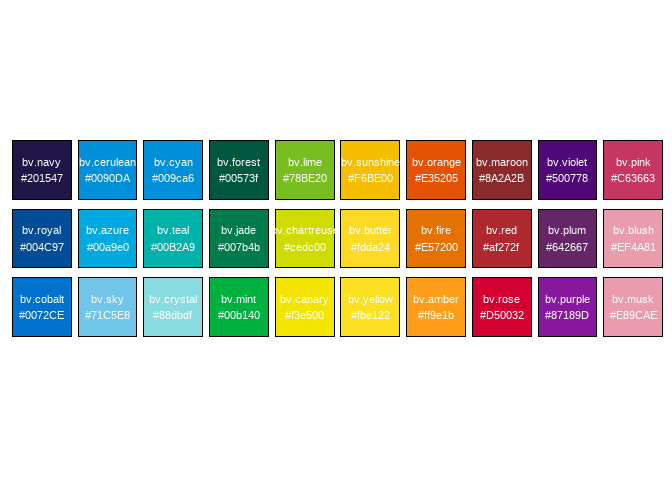 bv.navy bv.cerulean bv.cyan bv.forest bv.lime bv.sunshine bv.orange bv.maroon bv.violet bv.pink
#201547 #0090DA #009ca6 #00573f #78BE20 #F6BE00 #E35205 #8A2A2B #500778 #C63663
bv.royal bv.azure bv.teal bv.jade bv.chartreuse bv.butter bv.fire bv.red bv.plum bv.blush
#004C97 #00a9e0 #00B2A9 #007b4b #cedc00 #fdda24 #E57200 #af272f #642667 #EF4A81
bv.cobalt bv.sky bv.crystal bv.mint bv.canary bv.yellow bv.amber bv.rose bv.purple bv.musk
#0072CE #71C5E8 #88dbdf #00b140 #f3e500 #fbe122 #ff9e1b #D50032 #87189D #E89CAE